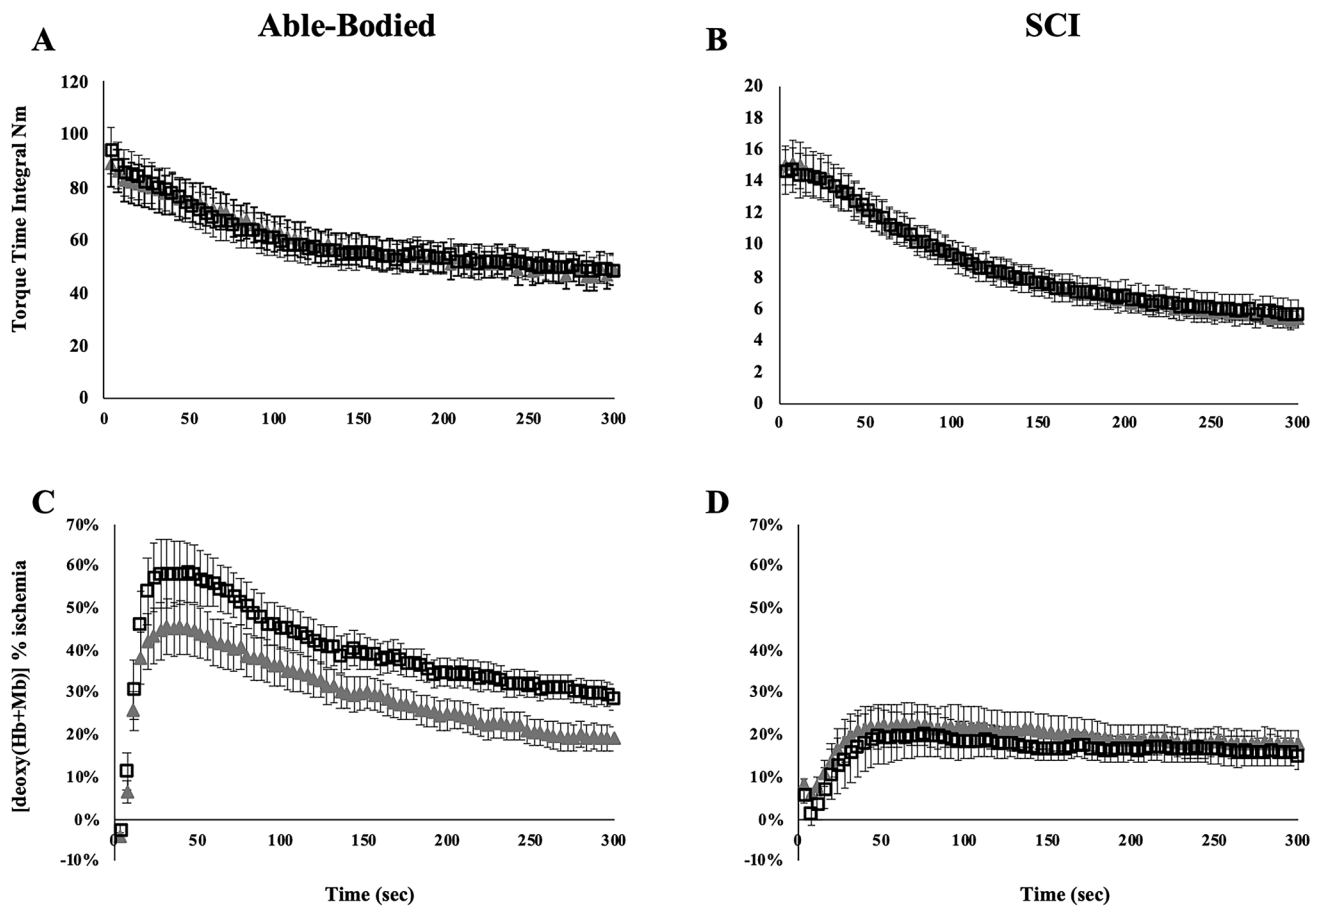 Able-Bodied
SCI
A
B
Torque Time Integral Nm
120
100
80
60
40
20
0
0 50 100 150 200 250 300
20
18
16
14
12
10
8
6
4
2
0
0 50 100 150 200 250 300
C
D
[deoxy(Hb+Mb)] % ischemia
70%
60%
50%
40%
30%
20%
10%
0%
-10%
0 50 100 150 200 250 300
Time (sec)
70%
60%
50%
40%
30%
20%
10%
0%
-10%
0 50 100 150 200 250 300
Time (sec)